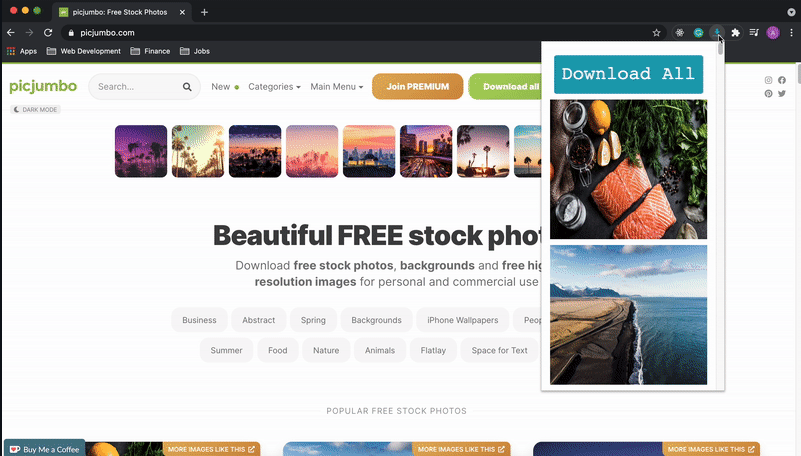 picjumbo: Free Stock Photos
picjumbo.com
Apps
Web Development
Finance
Jobs
picjumbo
Search...
New
Categories
Main Menu
Join PREMIUM
Download all
Download All
DARK MODE
Beautiful FREE stock phot
Download free stock photos, backgrounds and free hig
resolution images for personal and commercial use
Business
Abstract
Spring
Backgrounds
iPhone Wallpapers
Peop
Summer
Food
Nature
Animals
Flatlay
Space for Text
POPULAR FREE STOCK PHOTOS
Buy Me a Coffee
MORE IMAGES LIKE THIS
MORE IMAGES LIKE THIS
MORE IMAGES LIKE THIS